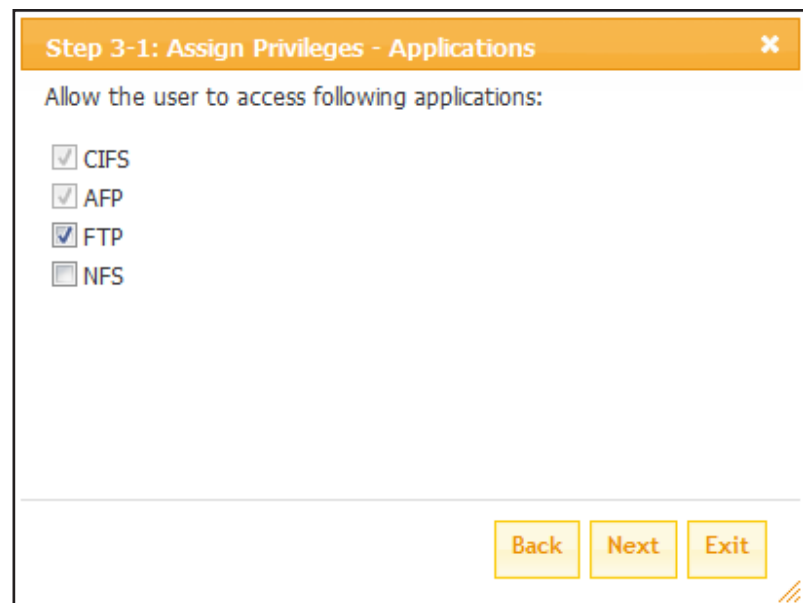 Step 3-1: Assign Privileges - Applications
Allow the user to access following applications:
CIFS
AFP
FTP
NFS
Back Next Exit